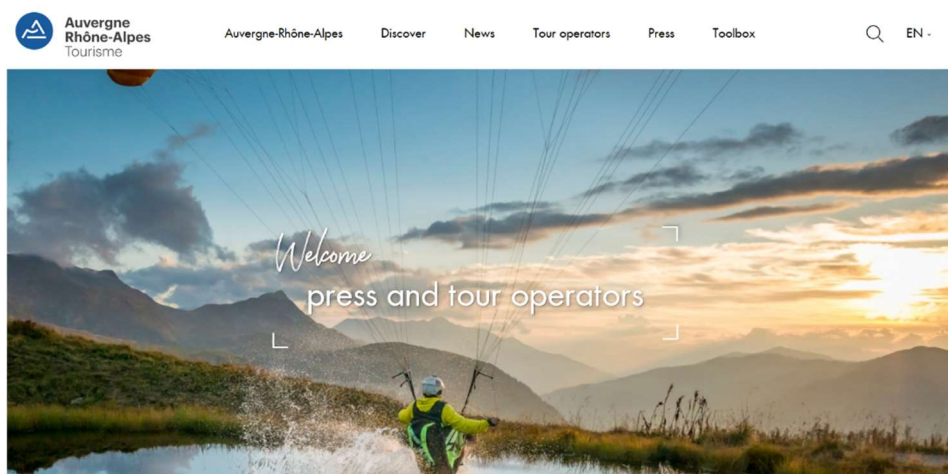 Auvergne
Rhône-Alpes
Tourisme
Auvergne-Rhône-Alpes Discover News Tour operators Press Toolbox EN
Welcome
press and tour operators